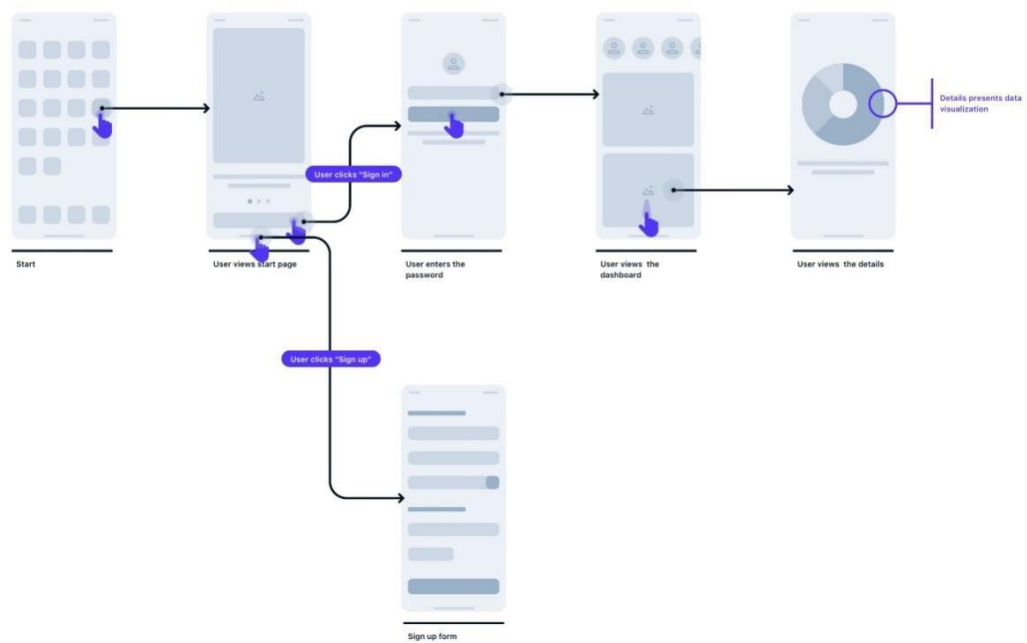 Details presents data
visualization
User clicks "Sign in"
Start
User views start page
User enters the
password
User views the
dashboard
User views the details
User clicks "Sign up"
Sign up form